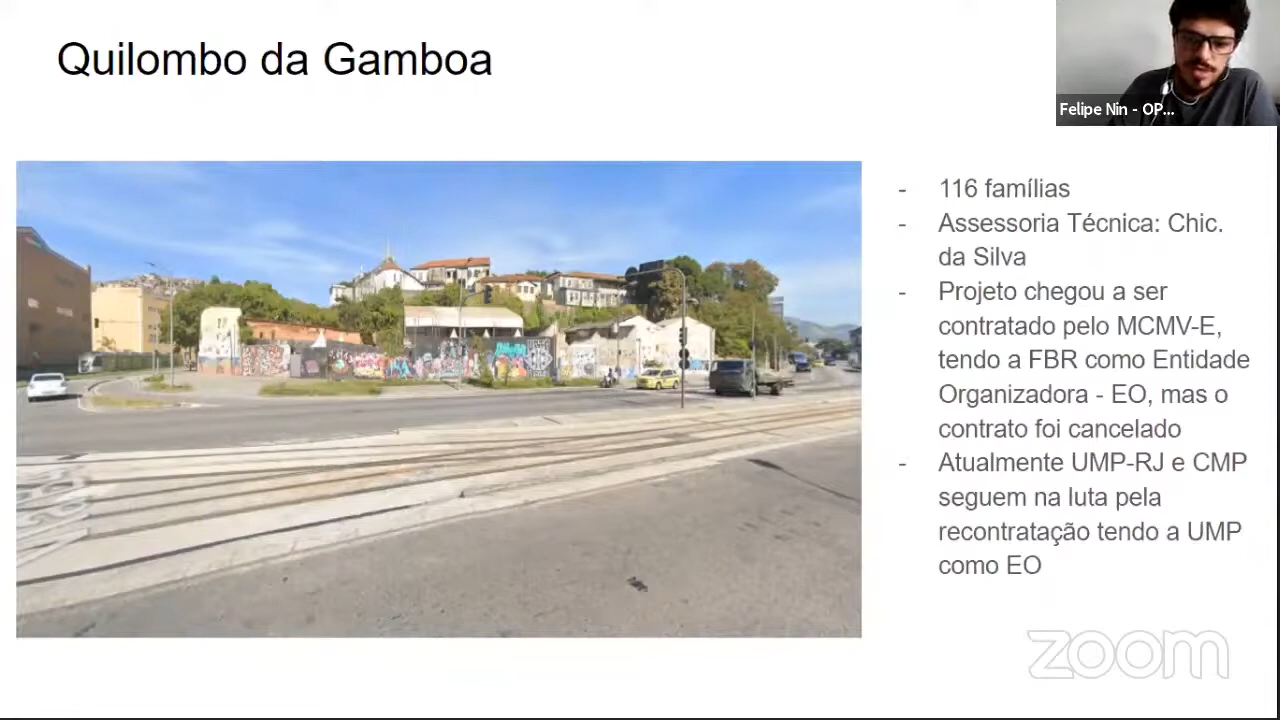 Quilombo da Gamboa
Felipe Nin - OP...
- 116 famílias
- Assessoria Técnica: Chic.
da Silva
- Projeto chegou a ser
contratado pelo MCMV-E,
tendo a FBR como Entidade
Organizadora - EO, mas o
contrato foi cancelado
- Atualmente UMP-RJ e CMP
seguem na luta pela
recontratação tendo a UMP
como EO
zoom